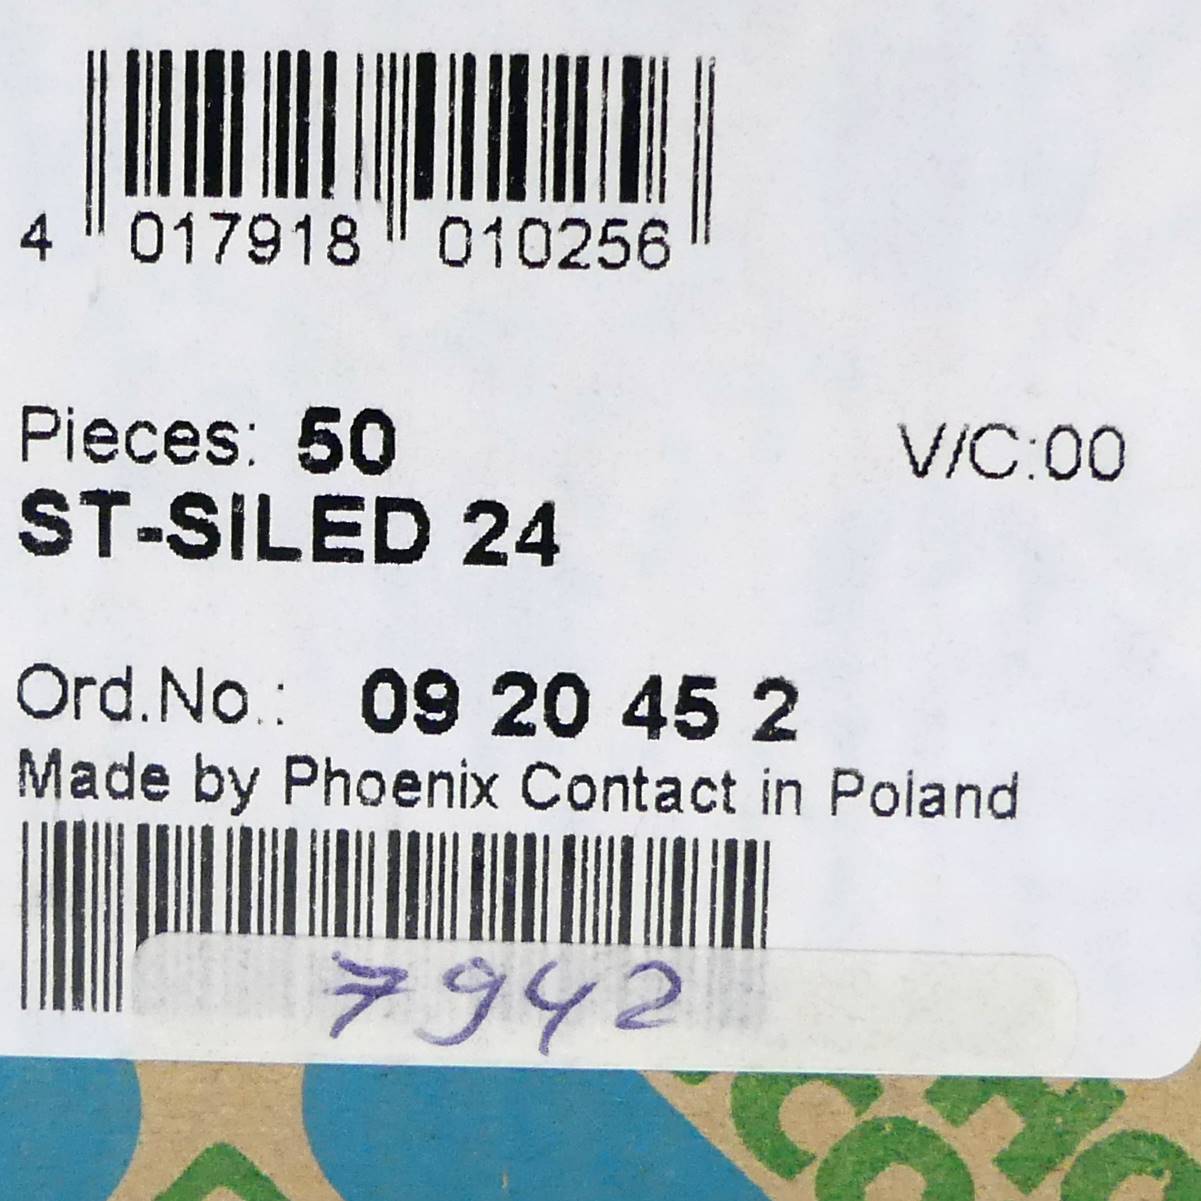 4 017918 010256
Pieces: 50 V/C:00
ST-SILED 24
Ord.No.: 09 20 45 2
Made by Phoenix Contact in Poland
7942